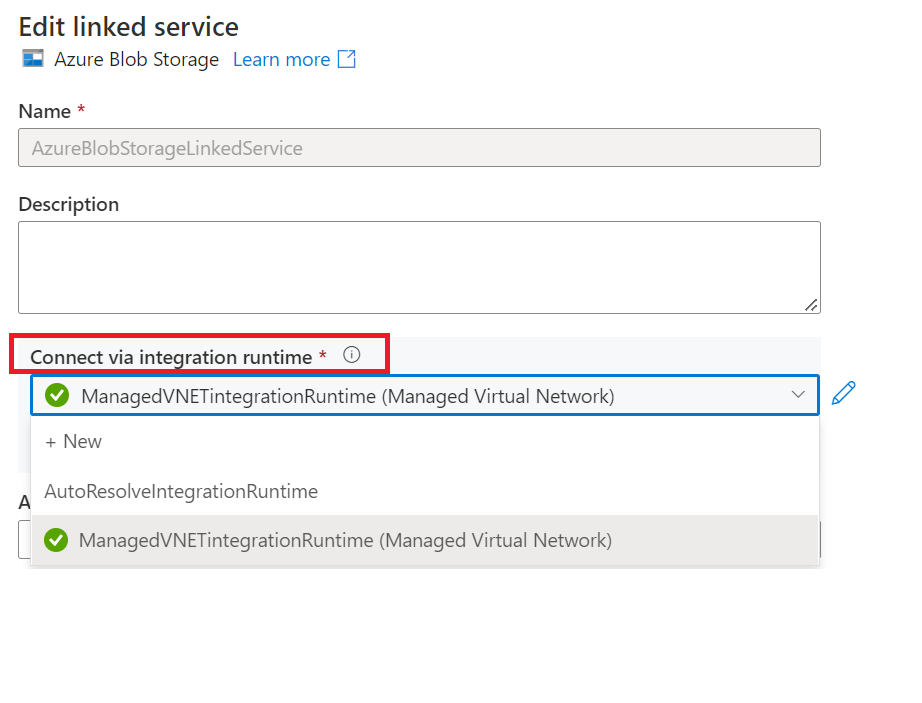 Edit linked service
Azure Blob Storage Learn more
Name *
AzureBlobStorageLinkedService
Description
Connect via integration runtime *
ManagedVNETintegrationRuntime (Managed Virtual Network)
+ New
AutoResolveIntegrationRuntime
A
ManagedVNETintegrationRuntime (Managed Virtual Network)